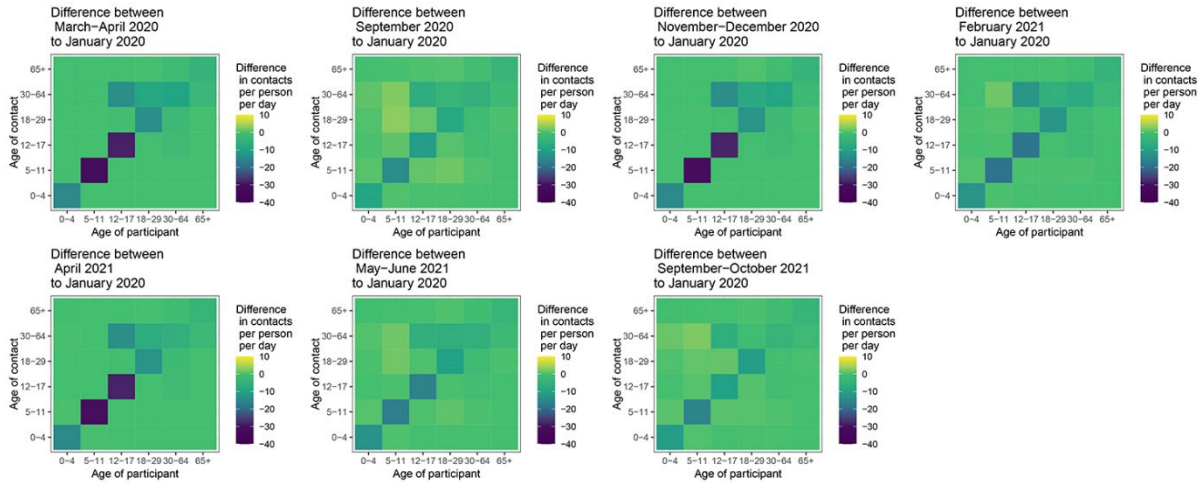 Difference between
March–April 2020
to January 2020
Age of contact
65+
30–64
18–29
12–17
5–11
0–4
0–4 5–11 12–17 18–29 30–64 65+
Age of participant
Difference
in contacts
per person
per day
10
0
−10
−20
−30
−40
Difference between
September 2020
to January 2020
Age of contact
65+
30–64
18–29
12–17
5–11
0–4
0–4 5–11 12–17 18–29 30–64 65+
Age of participant
Difference
in contacts
per person
per day
10
0
−10
−20
−30
−40
Difference between
November–December 2020
to January 2020
Age of contact
65+
30–64
18–29
12–17
5–11
0–4
0–4 5–11 12–17 18–29 30–64 65+
Age of participant
Difference
in contacts
per person
per day
10
0
−10
−20
−30
−40
Difference between
February 2021
to January 2020
Age of contact
65+
30–64
18–29
12–17
5–11
0–4
0–4 5–11 12–17 18–29 30–64 65+
Age of participant
Difference
in contacts
per person
per day
10
0
−10
−20
−30
−40
Difference between
April 2021
to January 2020
Age of contact
65+
30–64
18–29
12–17
5–11
0–4
0–4 5–11 12–17 18–29 30–64 65+
Age of participant
Difference
in contacts
per person
per day
10
0
−10
−20
−30
−40
Difference between
May–June 2021
to January 2020
Age of contact
65+
30–64
18–29
12–17
5–11
0–4
0–4 5–11 12–17 18–29 30–64 65+
Age of participant
Difference
in contacts
per person
per day
10
0
−10
−20
−30
−40
Difference between
September–October 2021
to January 2020
Age of contact
65+
30–64
18–29
12–17
5–11
0–4
0–4 5–11 12–17 18–29 30–64 65+
Age of participant
Difference
in contacts
per person
per day
10
0
−10
−20
−30
−40